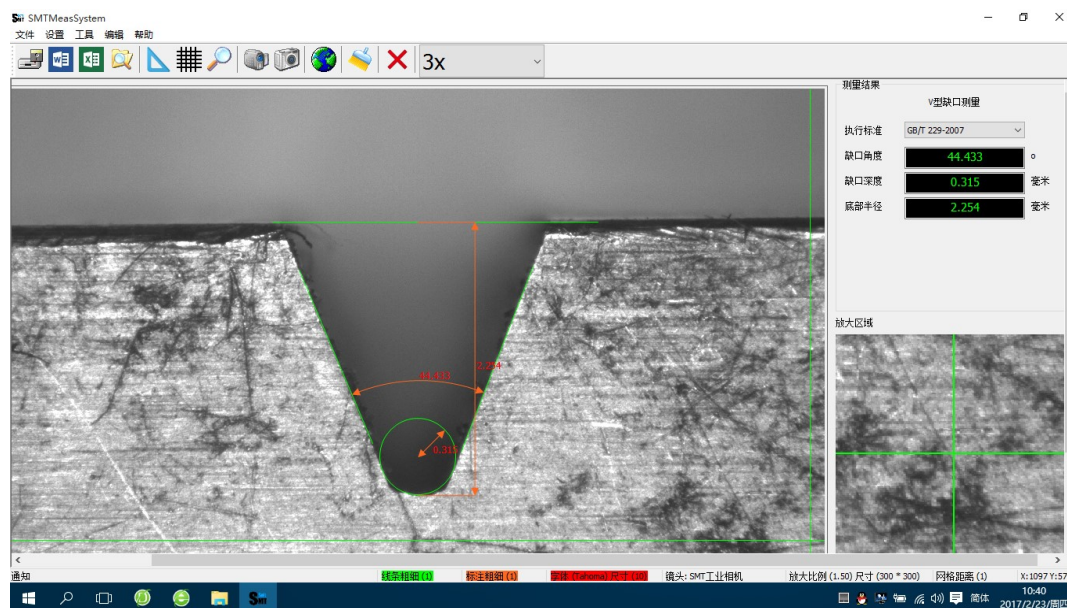 SMT SMTMeasSystem
文件 设置 工具 编辑 帮助
3x
测量结果
V型缺口测量
执行标准 GB/T 229-2007
缺口角度 44.433 °
缺口深度 0.315 毫米
底部半径 2.254 毫米
2.254
44.433
0.315
放大区域
通知 线条粗细 (1) 标注粗细 (1) 字体 (Tahoma) 尺寸 (10) 镜头: SMT工业相机 放大比例 (1.50) 尺寸 (300 * 300) 网格距离 (1) X:1097 Y:57
简体
10:40
2017/2/23/周四